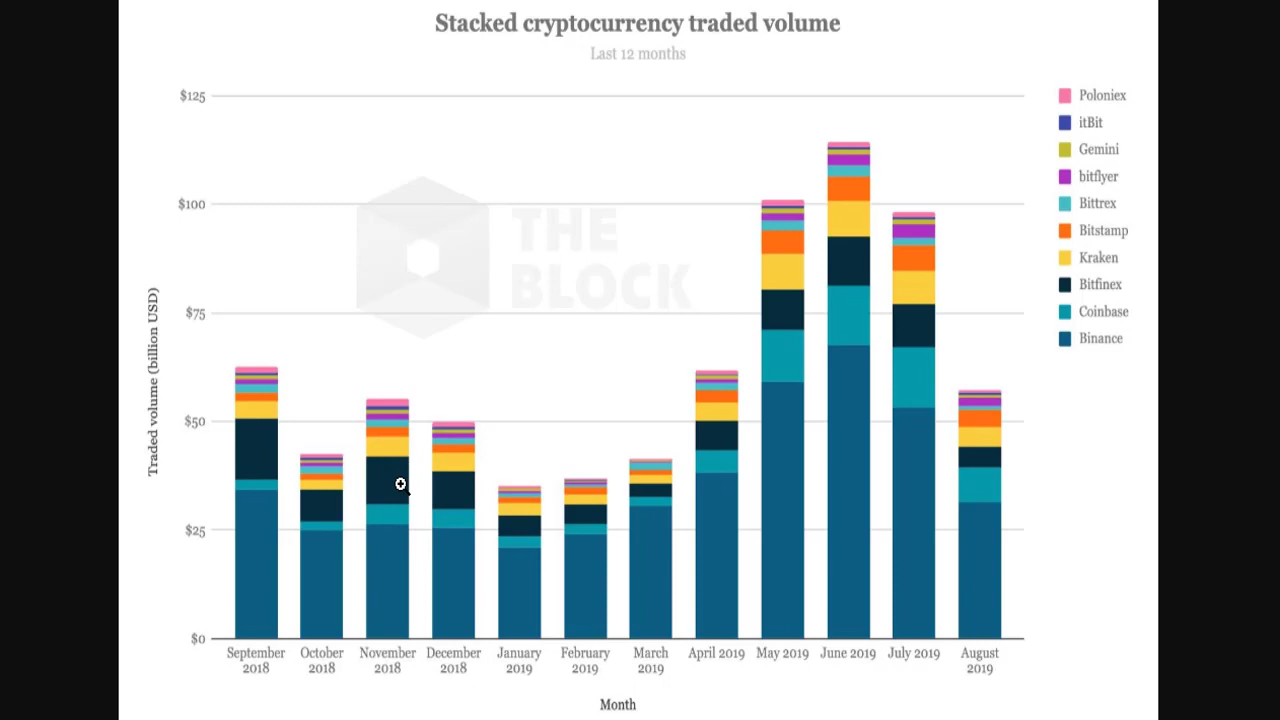 Stacked cryptocurrency traded volume
Last 12 months
$125
$100
$75
$50
$25
$0
Traded volume (billion USD)
THE
BLOCK
Poloniex
itBit
Gemini
bitflyer
Bittrex
Bitstamp
Kraken
Bitfinex
Coinbase
Binance
September
2018
October
2018
November
2018
December
2018
January
2019
February
2019
March
2019
April 2019
May 2019
June 2019
July 2019
August
2019
Month